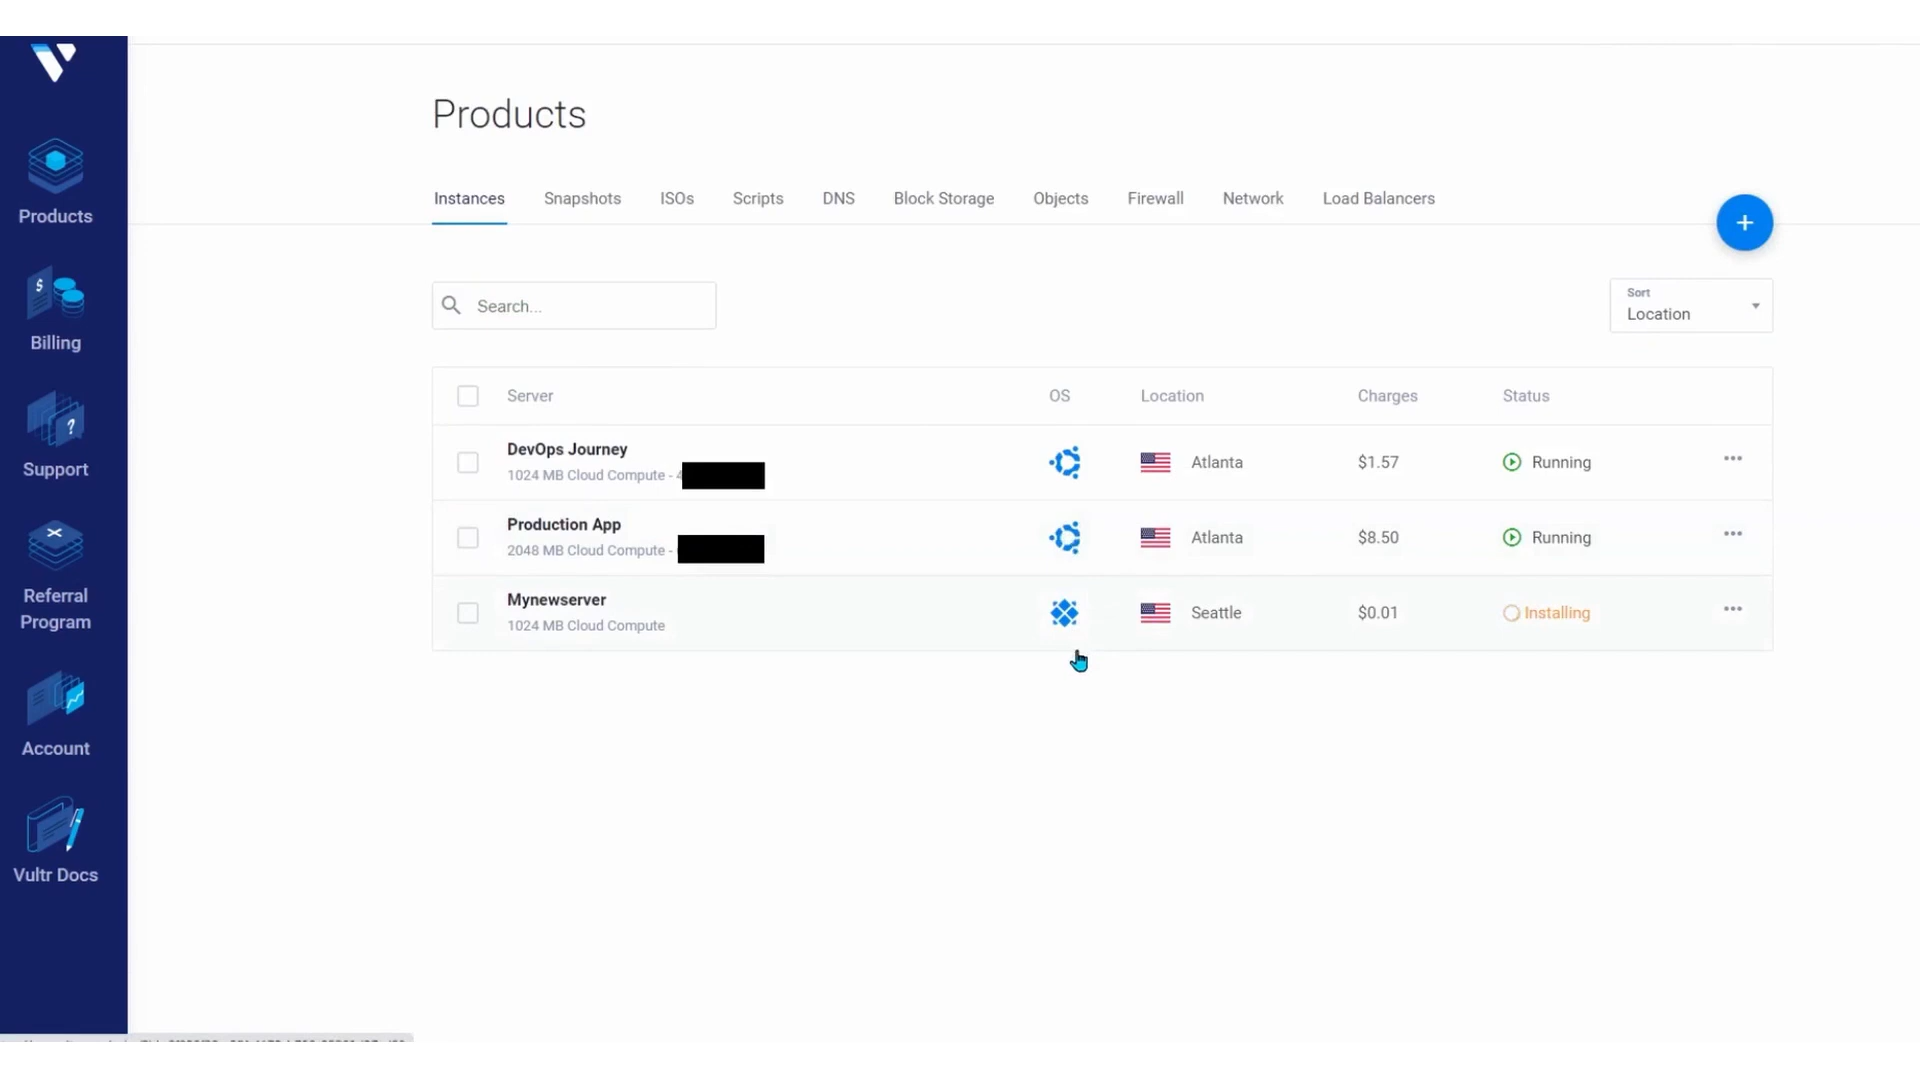 Products
Instances Snapshots ISOs Scripts DNS Block Storage Objects Firewall Network Load Balancers
+
Search...
Sort
Location
Server OS Location Charges Status
DevOps Journey
1024 MB Cloud Compute - 4
Atlanta $1.57 Running
Production App
2048 MB Cloud Compute -
Atlanta $8.50 Running
Mynewserver
1024 MB Cloud Compute
Seattle $0.01 Installing
Products
$
Billing
?
Support
Referral
Program
Account
Vultr Docs